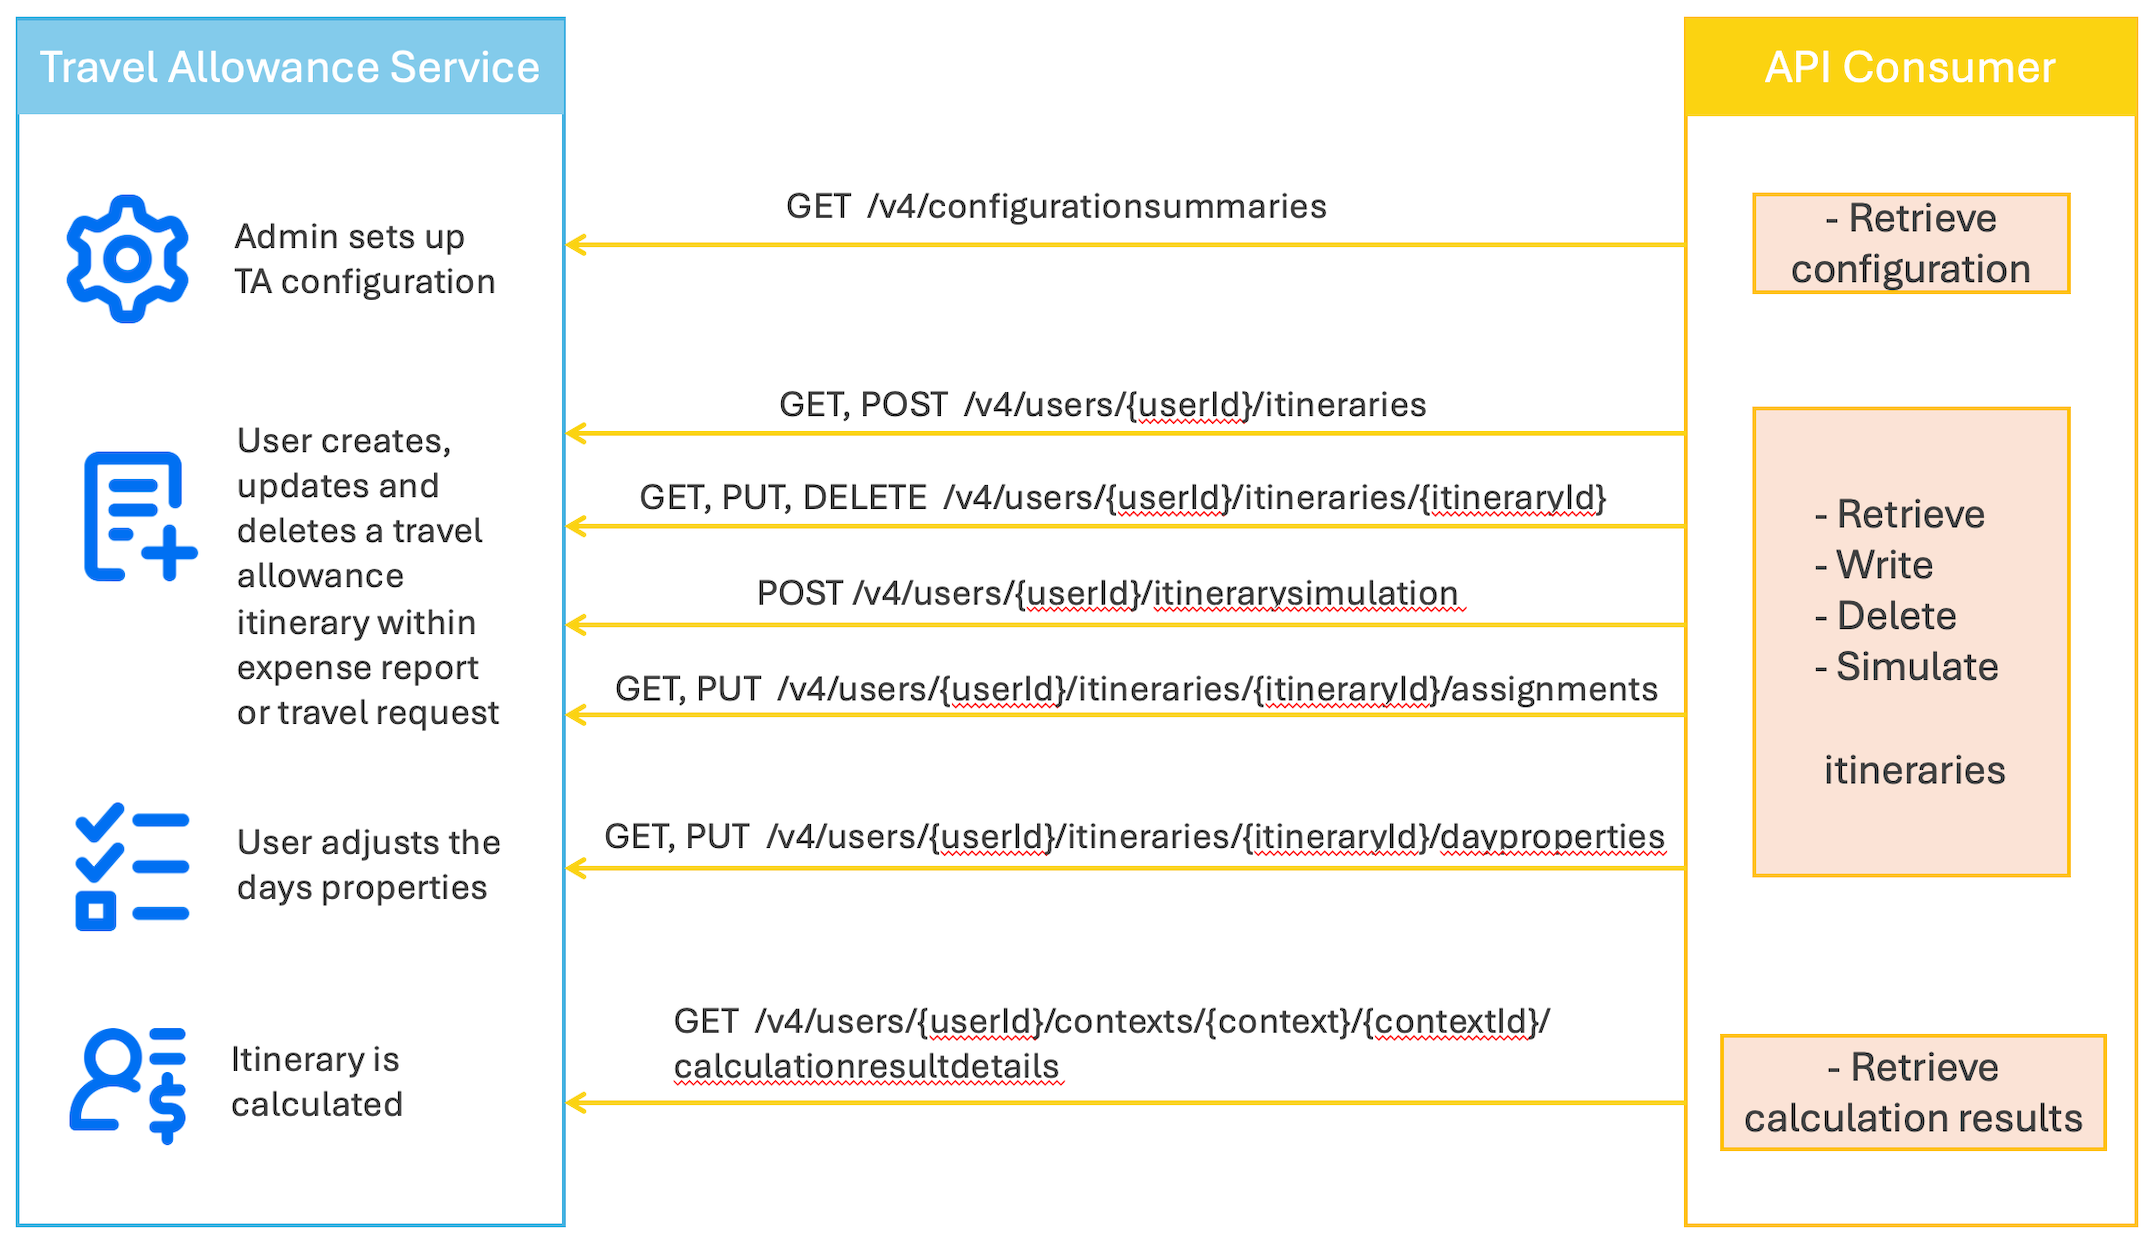 Travel Allowance Service
API Consumer
Admin sets up
TA configuration
GET /v4/configurationsummaries
- Retrieve
configuration
User creates,
updates and
deletes a travel
allowance
itinerary within
expense report
or travel request
GET, POST /v4/users/{userId}/itineraries
GET, PUT, DELETE /v4/users/{userId}/itineraries/{itineraryId}
POST /v4/users/{userId}/itinerarysimulation
GET, PUT /v4/users/{userId}/itineraries/{itineraryId}/assignments
- Retrieve
- Write
- Delete
- Simulate
itineraries
User adjusts the
days properties
GET, PUT /v4/users/{userId}/itineraries/{itineraryId}/dayproperties
Itinerary is
calculated
GET /v4/users/{userId}/contexts/{context}/{contextId}/
calculationresultdetails
- Retrieve
calculation results